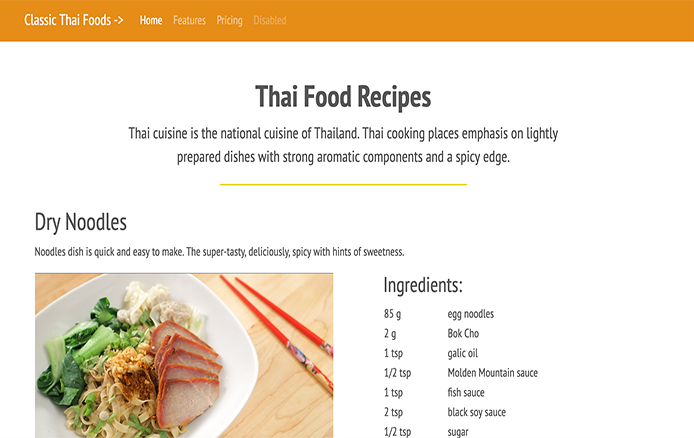 Classic Thai Foods -> Home Features Pricing Disabled
Thai Food Recipes
Thai cuisine is the national cuisine of Thailand. Thai cooking places emphasis on lightly
prepared dishes with strong aromatic components and a spicy edge.
Dry Noodles
Noodles dish is quick and easy to make. The super-tasty, deliciously, spicy with hints of sweetness.
Ingredients:
85 g egg noodles
2 g Bok Cho
1 tsp galic oil
1/2 tsp Molden Mountain sauce
1 tsp fish sauce
2 tsp black soy sauce
1/2 tsp sugar